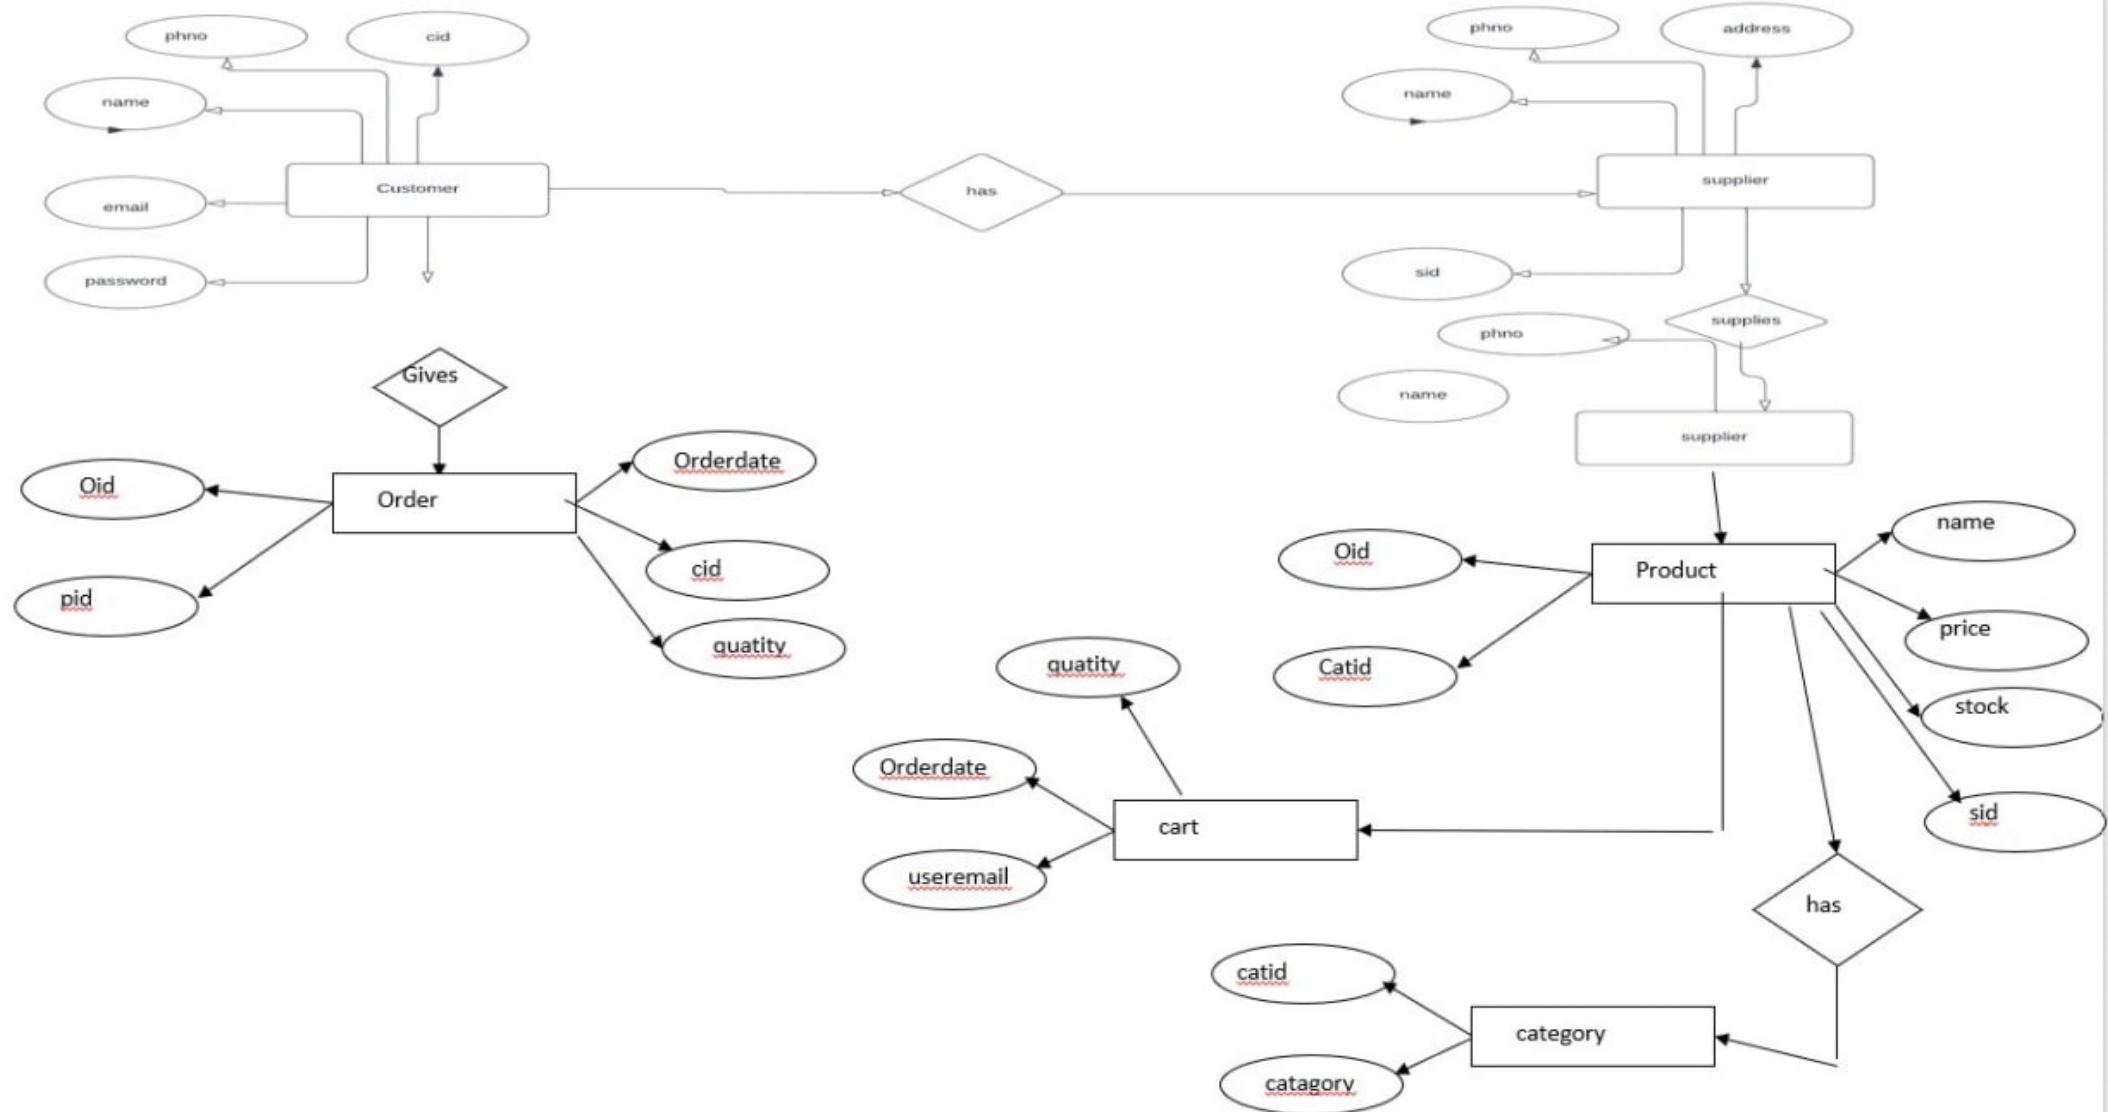 phno
cid
name
Customer
email
password
has
phno
address
name
supplier
sid
supplies
phno
name
supplier
Gives
Orderdate
Oid
Order
cid
pid
quatity
name
Oid
Product
price
Catid
quatity
stock
Orderdate
sid
cart
useremail
has
catid
category
catagory